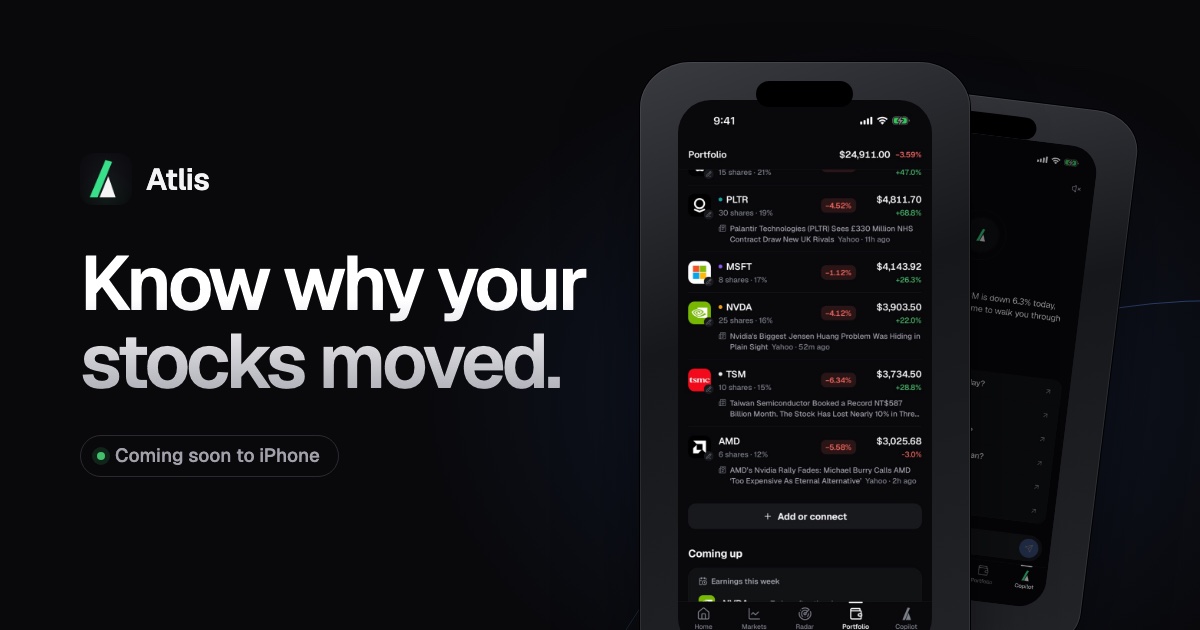 Atlis
Know why your
stocks moved.
Coming soon to iPhone
9:41
Portfolio $24,911.00 -3.59%
15 shares · 21% +47.0%
PLTR -4.52% $4,811.70
30 shares · 19% +68.8%
Palantir Technologies (PLTR) Sees £330 Million NHS
Contract Draw New UK Rivals Yahoo · 11h ago
MSFT -1.12% $4,143.92
8 shares · 17% +26.3%
NVDA -4.12% $3,903.50
25 shares · 16% +22.0%
Nvidia's Biggest Jensen Huang Problem Was Hiding in
Plain Sight Yahoo · 52m ago
tsmc
TSM -6.34% $3,734.50
10 shares · 15% +28.8%
Taiwan Semiconductor Booked a Record NT$587
Billion Month. The Stock Has Lost Nearly 10% in Thre...
AMD -5.58% $3,025.68
6 shares · 12% -3.0%
AMD's Nvidia Rally Fades: Michael Burry Calls AMD
'Too Expensive As Eternal Alternative' Yahoo · 2h ago
+ Add or connect
Coming up
Earnings this week
Home Markets Radar Portfolio Copilot
M is down 6.3% today,
me to walk you through
Portfolio Copilot